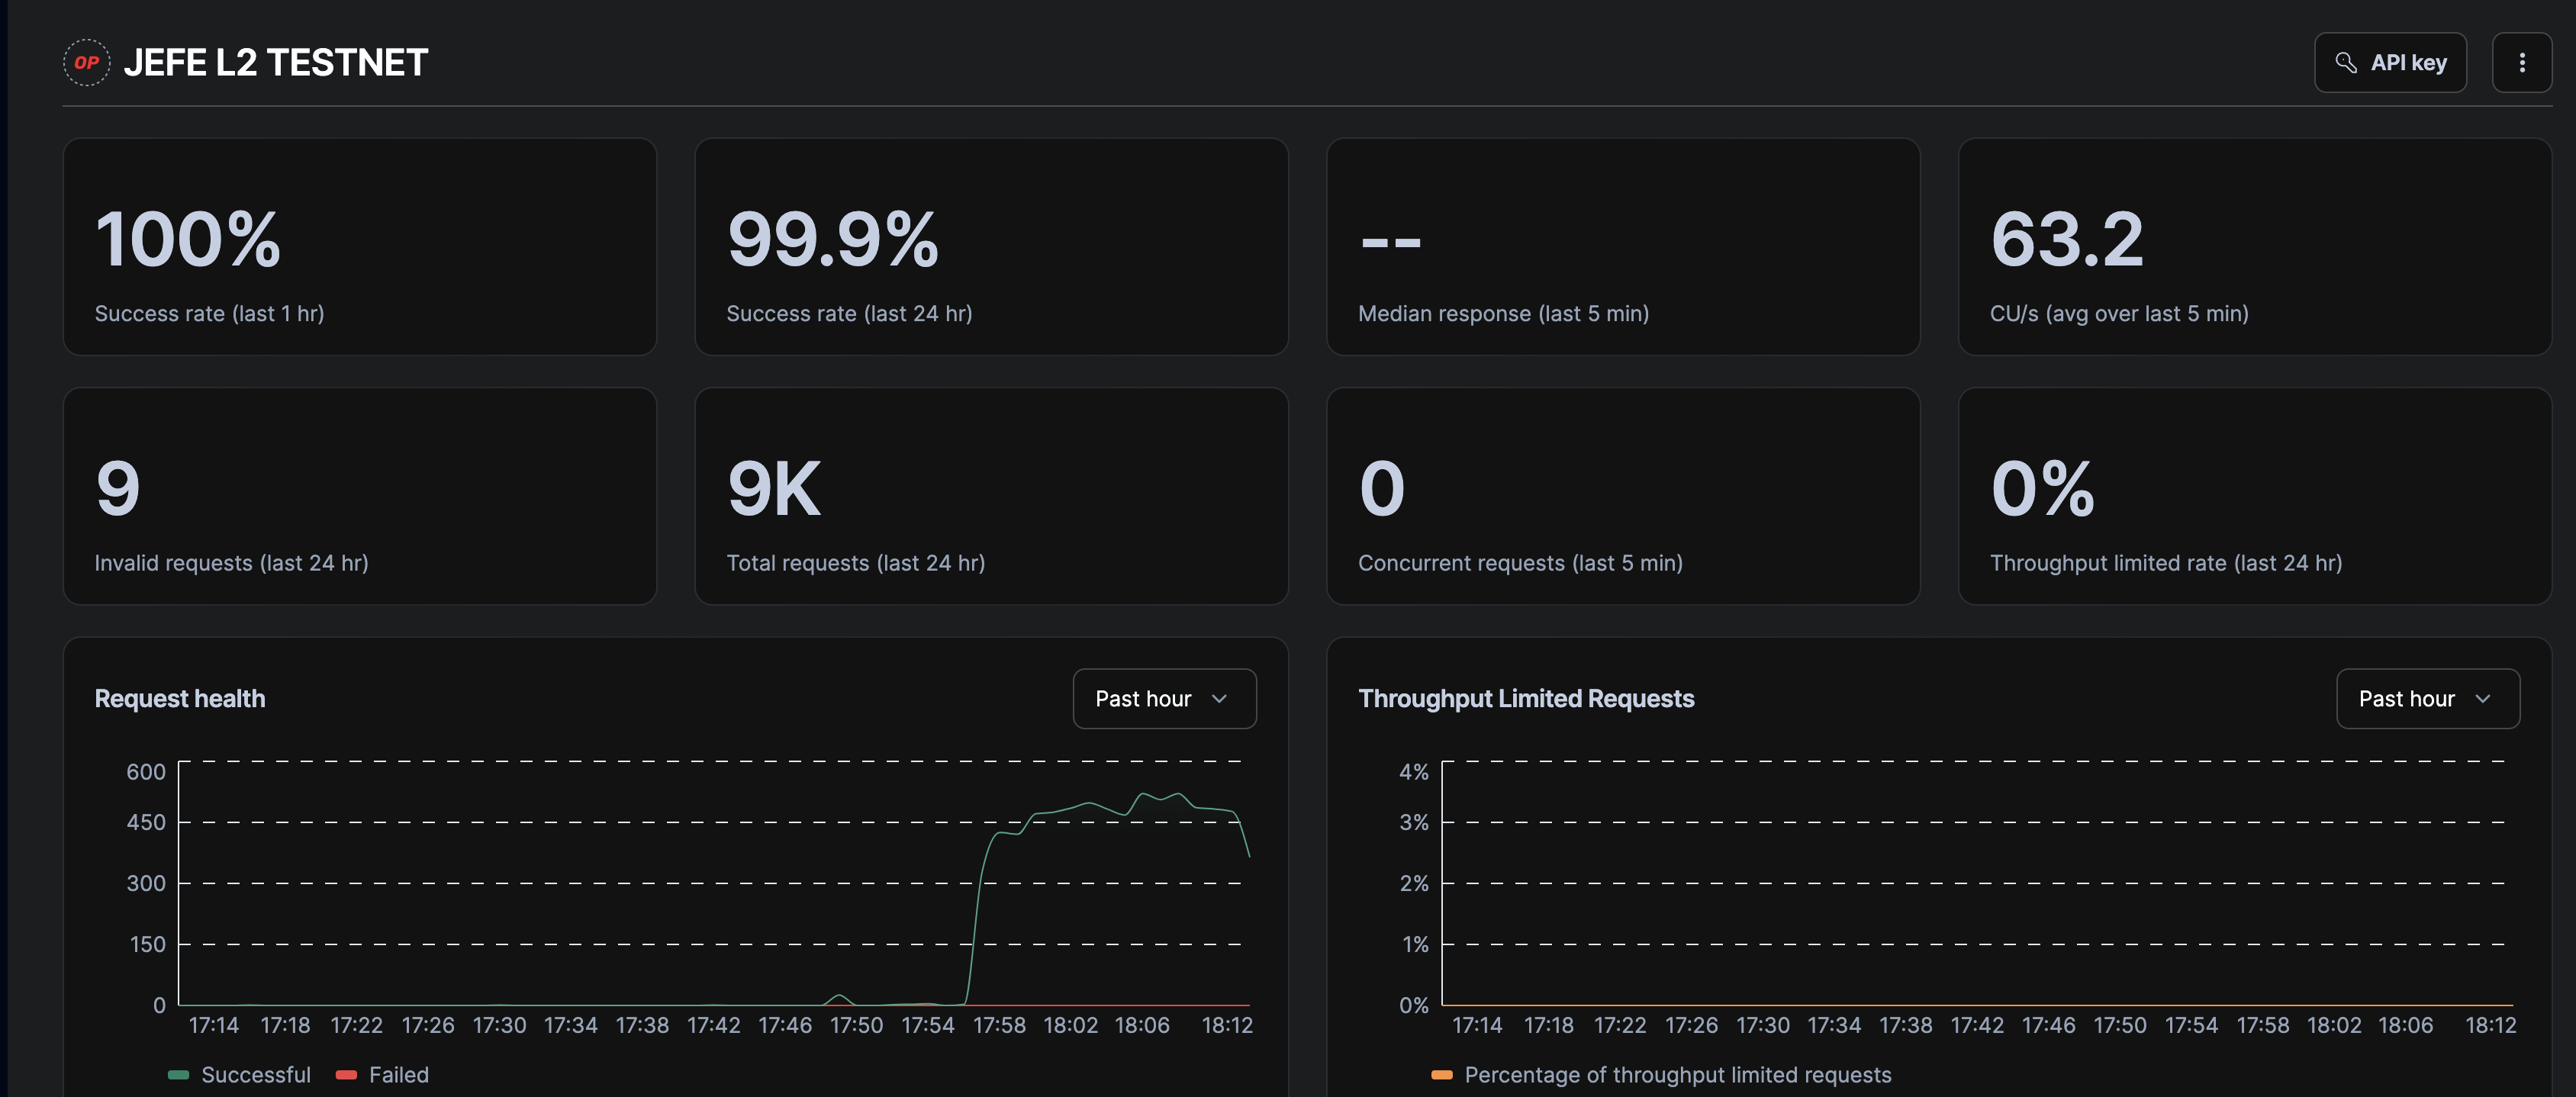 OP JEFE L2 TESTNET
API key
100%
Success rate (last 1 hr)
99.9%
Success rate (last 24 hr)
--
Median response (last 5 min)
63.2
CU/s (avg over last 5 min)
9
Invalid requests (last 24 hr)
9K
Total requests (last 24 hr)
0
Concurrent requests (last 5 min)
0%
Throughput limited rate (last 24 hr)
Request health
Past hour
600
450
300
150
0
17:14 17:18 17:22 17:26 17:30 17:34 17:38 17:42 17:46 17:50 17:54 17:58 18:02 18:06 18:12
Successful Failed
Throughput Limited Requests
Past hour
4%
3%
2%
1%
0%
17:14 17:18 17:22 17:26 17:30 17:34 17:38 17:42 17:46 17:50 17:54 17:58 18:02 18:06 18:12
Percentage of throughput limited requests